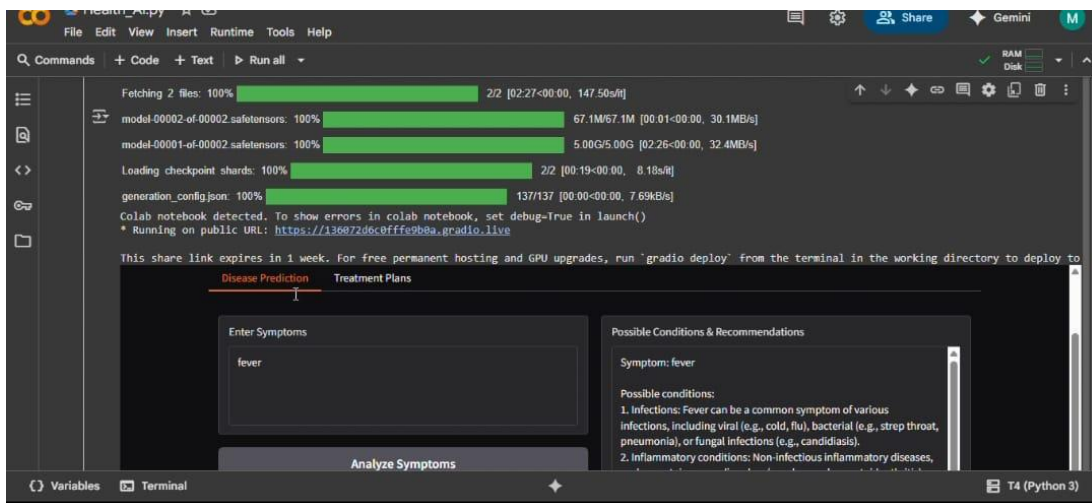 Health_AI.py
File Edit View Insert Runtime Tools Help
Share
Gemini
M
Commands + Code + Text Run all
RAM
Disk
Fetching 2 files: 100% 2/2 [02:27<00:00, 147.50s/it]
model-00002-of-00002.safetensors: 100% 67.1M/67.1M [00:01<00:00, 30.1MB/s]
model-00001-of-00002.safetensors: 100% 5.00G/5.00G [02:26<00:00, 32.4MB/s]
Loading checkpoint shards: 100% 2/2 [00:19<00:00, 8.18s/it]
generation_config.json: 100% 137/137 [00:00<00:00, 7.69kB/s]
Colab notebook detected. To show errors in colab notebook, set debug=True in launch()
* Running on public URL: https://136072d6c0fffe9b0a.gradio.live
This share link expires in 1 week. For free permanent hosting and GPU upgrades, run `gradio deploy` from the terminal in the working directory to deploy to
Disease Prediction Treatment Plans
Enter Symptoms
fever
Analyze Symptoms
Possible Conditions & Recommendations
Symptom: fever
Possible conditions:
1. Infections: Fever can be a common symptom of various
infections, including viral (e.g., cold, flu), bacterial (e.g., strep throat,
pneumonia), or fungal infections (e.g., candidiasis).
2. Inflammatory conditions: Non-infectious inflammatory diseases,
Variables Terminal
T4 (Python 3)